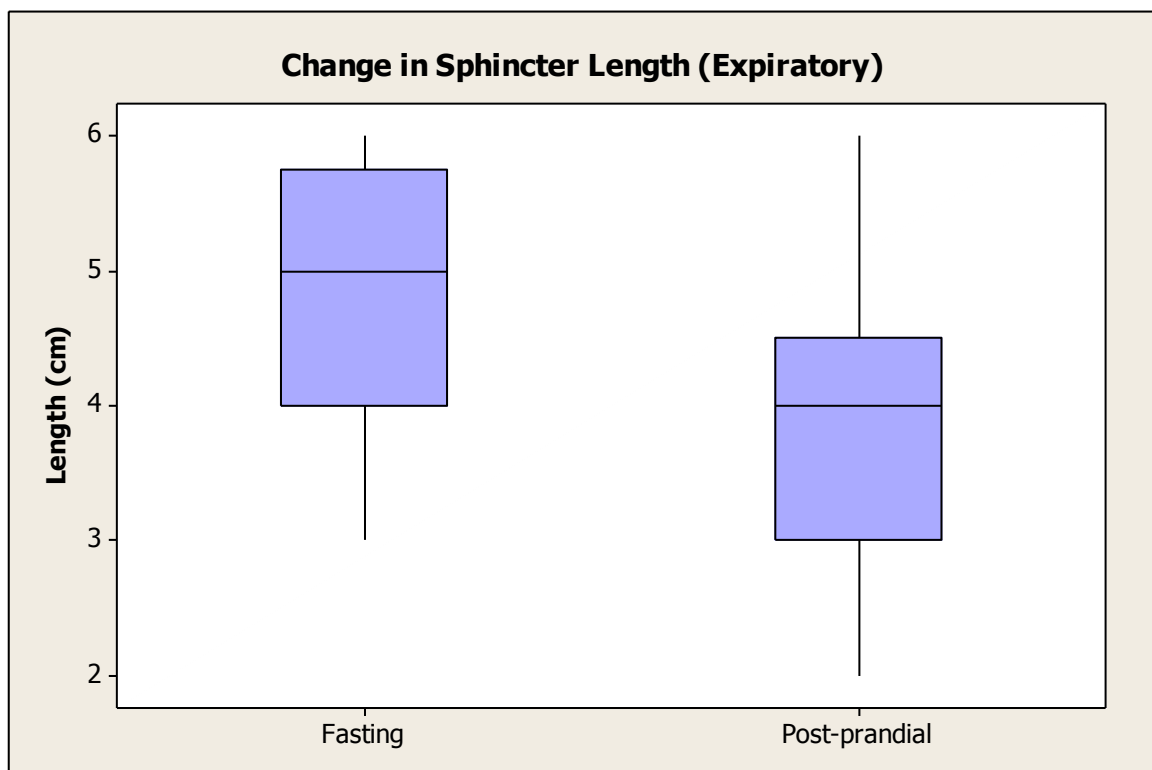 Change in Sphincter Length (Expiratory)
6
5
4
3
2
Length (cm)
Fasting
Post-prandial